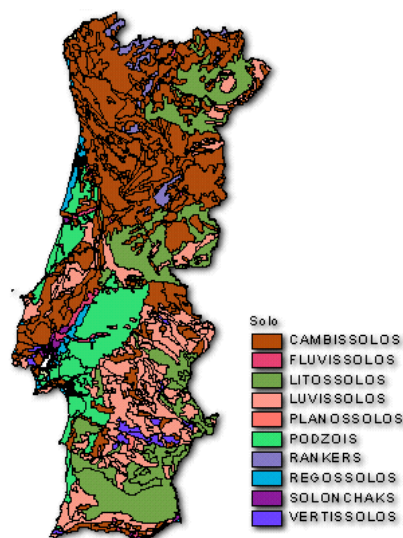 Solo
CAMBISSOLOS
FLUVISSOLOS
LITOSSOLOS
LUVISSOLOS
PLANOSSOLOS
PODZOIS
RANKERS
REGOSSOLOS
SOLONCHAKS
VERTISSOLOS